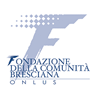 FONDAZIONE
DELLA COMUNITÀ
BRESCIANA
ONLUS